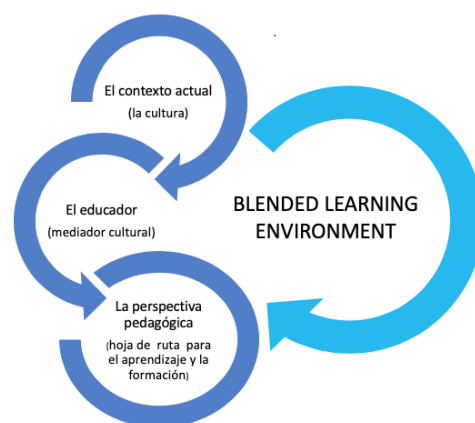 El contexto actual
(la cultura)
El educador
(mediador cultural)
La perspectiva
pedagógica
(hoja de ruta para
el aprendizaje y la
formación)
BLENDED LEARNING
ENVIRONMENT